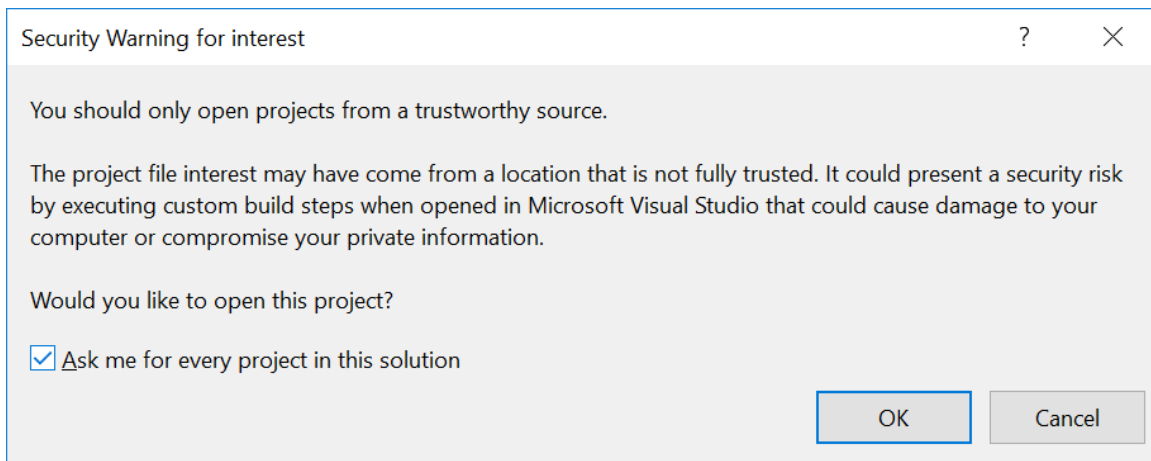 Security Warning for interest
?
You should only open projects from a trustworthy source.
The project file interest may have come from a location that is not fully trusted. It could present a security risk
by executing custom build steps when opened in Microsoft Visual Studio that could cause damage to your
computer or compromise your private information.
Would you like to open this project?
Ask me for every project in this solution
OK
Cancel